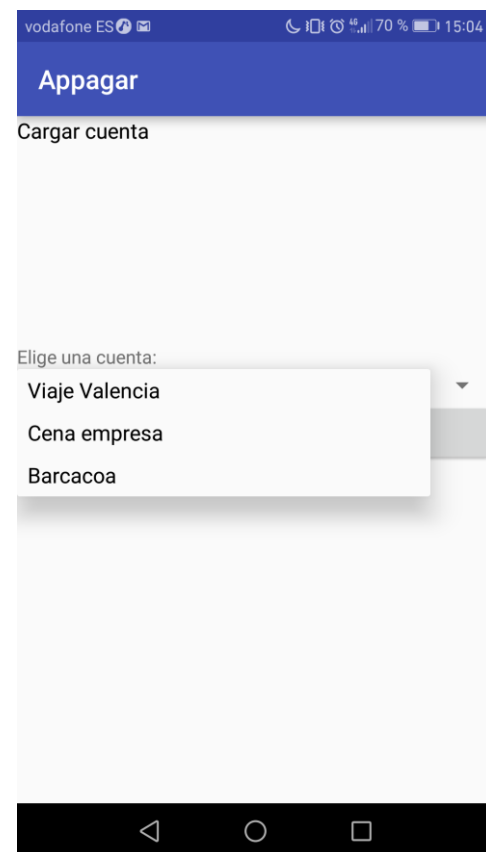 vodafone ES 70 % 15:04
Appagar
Cargar cuenta
Elige una cuenta:
Viaje Valencia
Cena empresa
Barcacoa